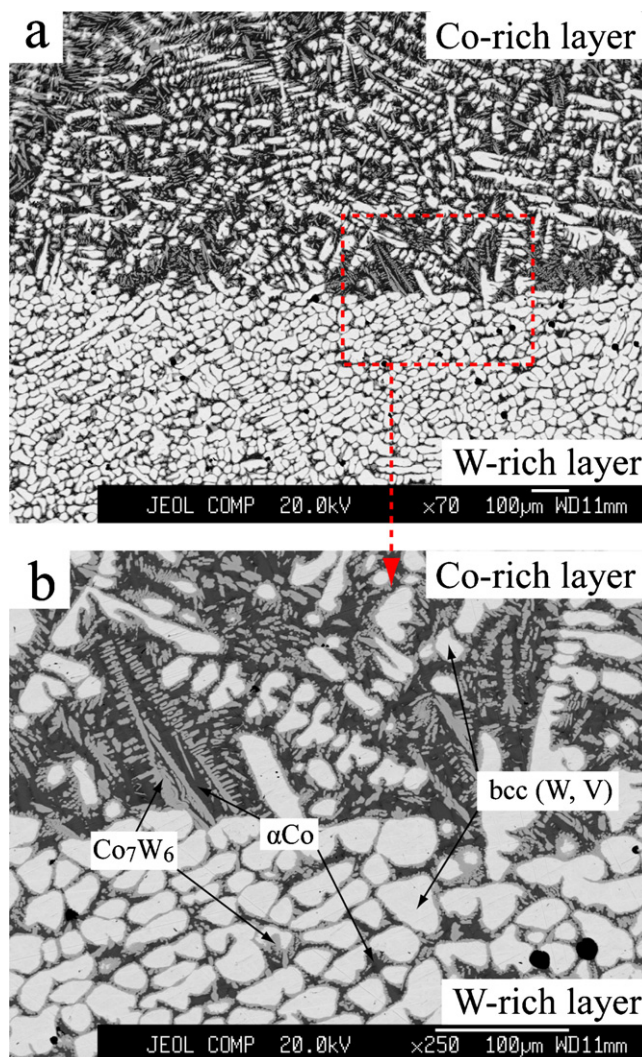 a
Co-rich layer
W-rich layer
JEOL COMP 20.0kV ×70 100μm WD11mm
b
Co-rich layer
bcc (W, V)
Co₇W₆
αCo
W-rich layer
JEOL COMP 20.0kV ×250 100μm WD11mm